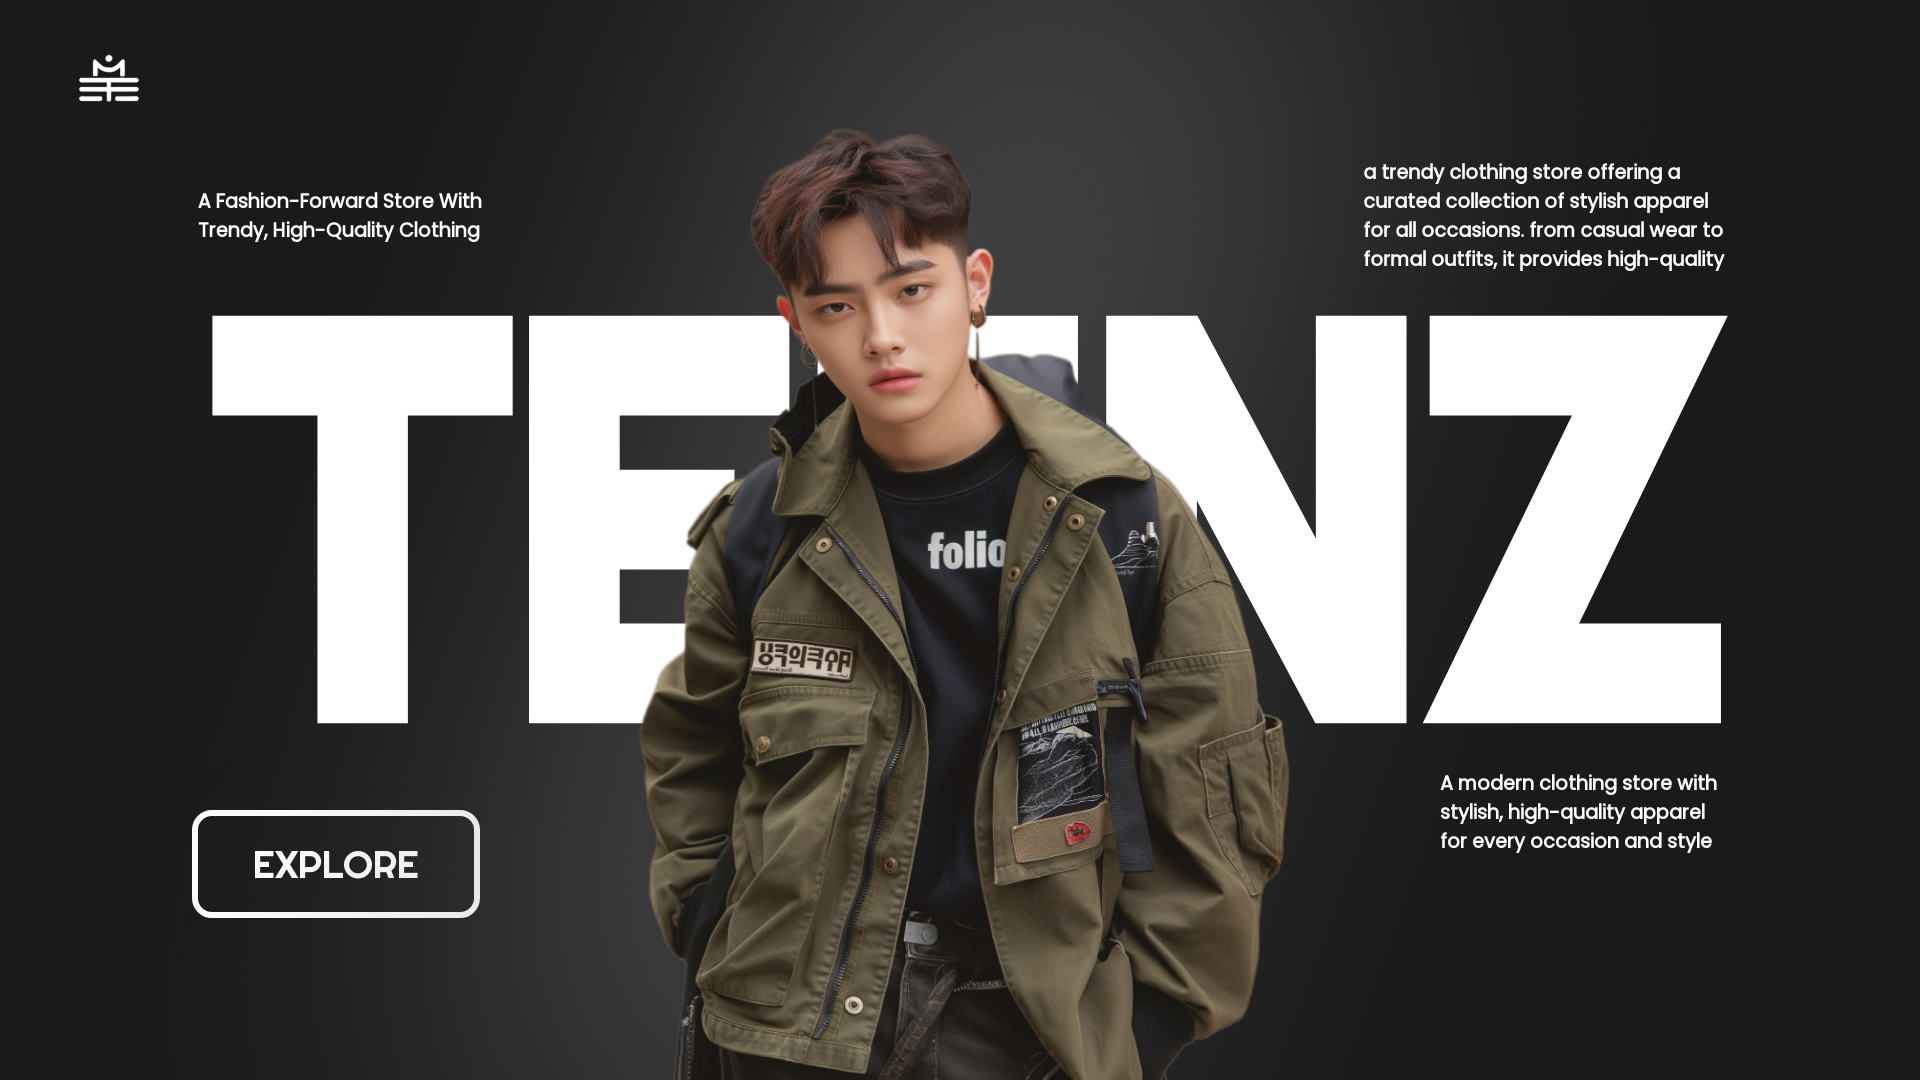 A Fashion-Forward Store With
Trendy, High-Quality Clothing
a trendy clothing store offering a
curated collection of stylish apparel
for all occasions. from casual wear to
formal outfits, it provides high-quality
TEENZ
folio
EXPLORE
A modern clothing store with
stylish, high-quality apparel
for every occasion and style